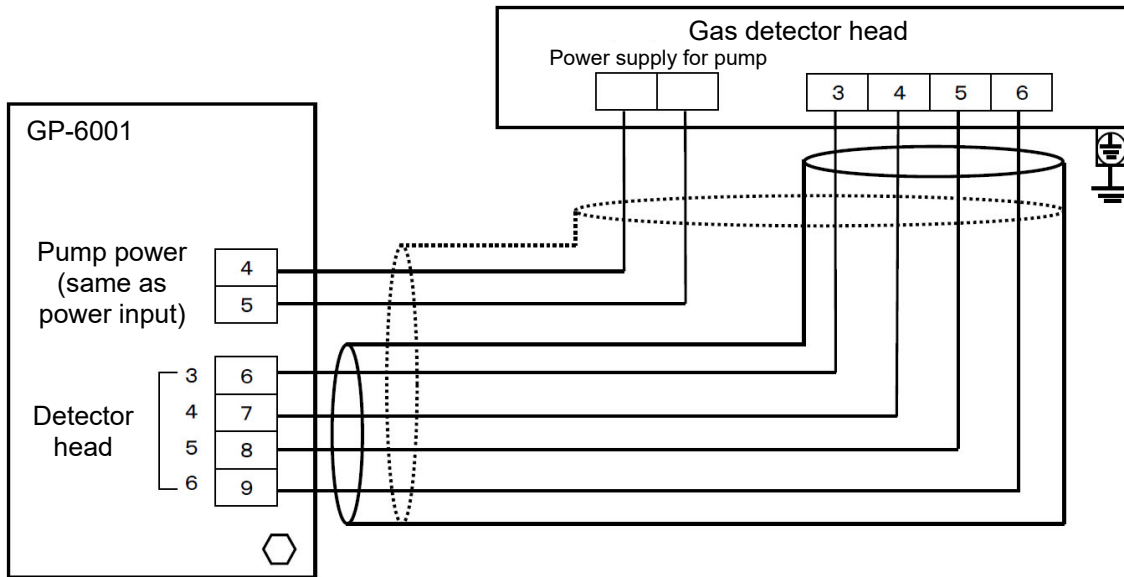 Gas detector head
Power supply for pump
3 4 5 6
GP-6001
Pump power
(same as
power input)
4
5
Detector
head
3 6
4 7
5 8
6 9